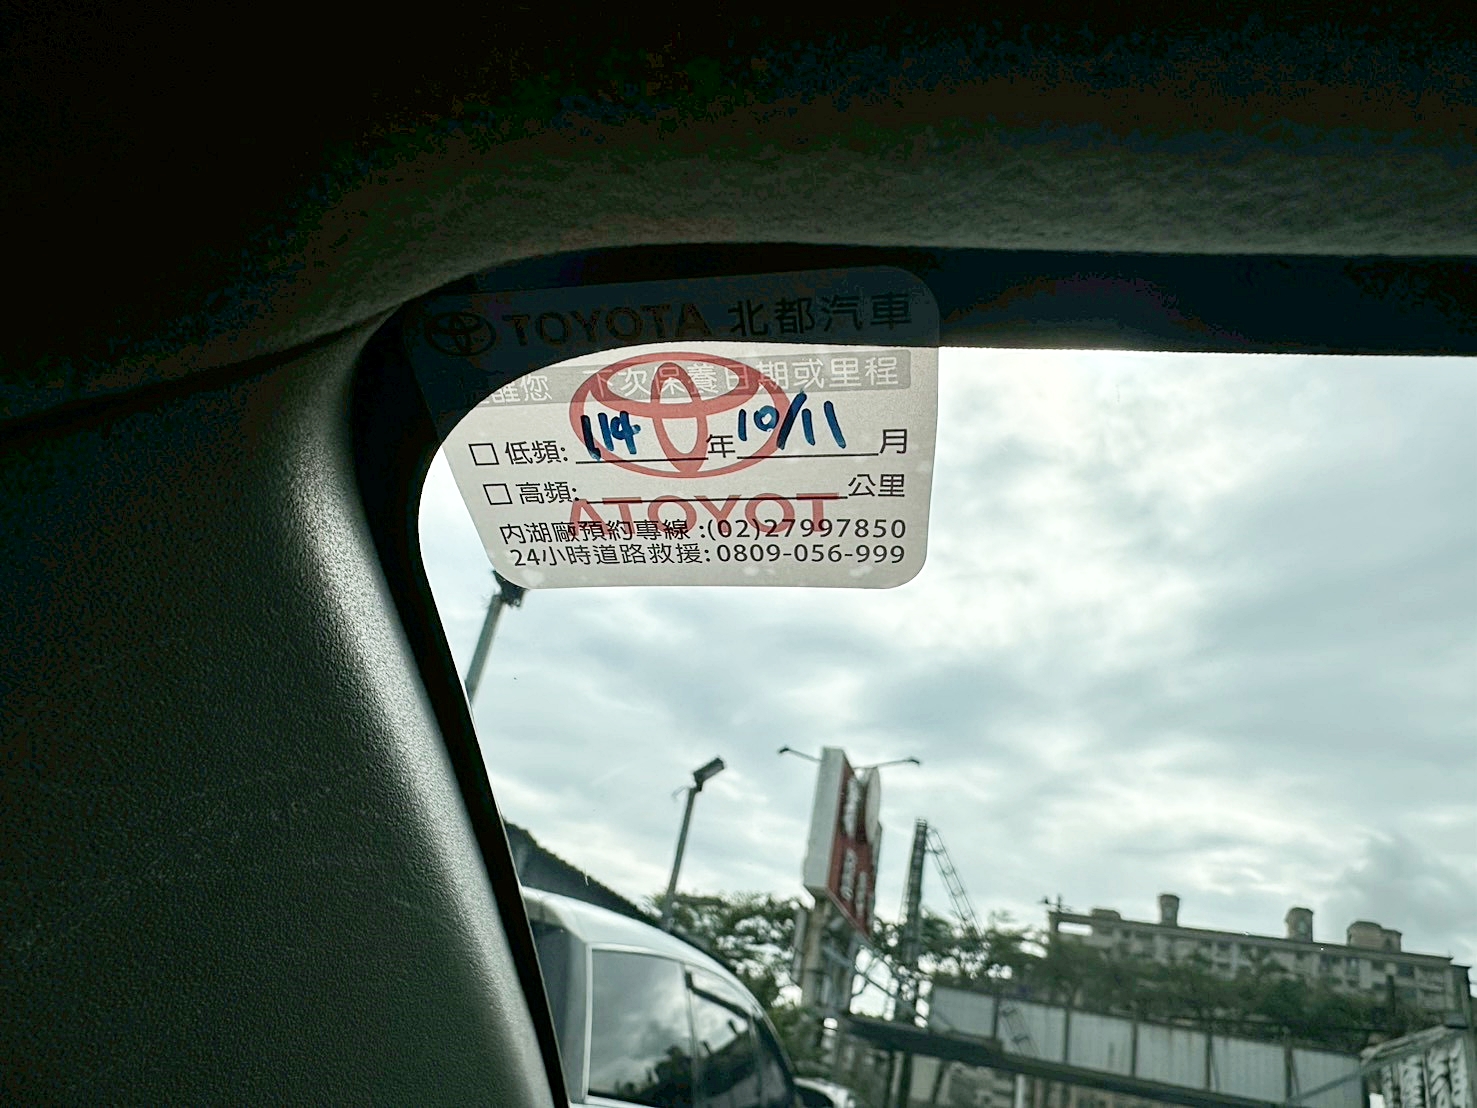 TOYOTA 北都汽車
提醒您 下次保養日期或里程
□低頻: 114 年 10/11 月
□高頻: 公里
內湖廠預約專線:(02)27997850
24小時道路救援:0809-056-999
TOYOTA